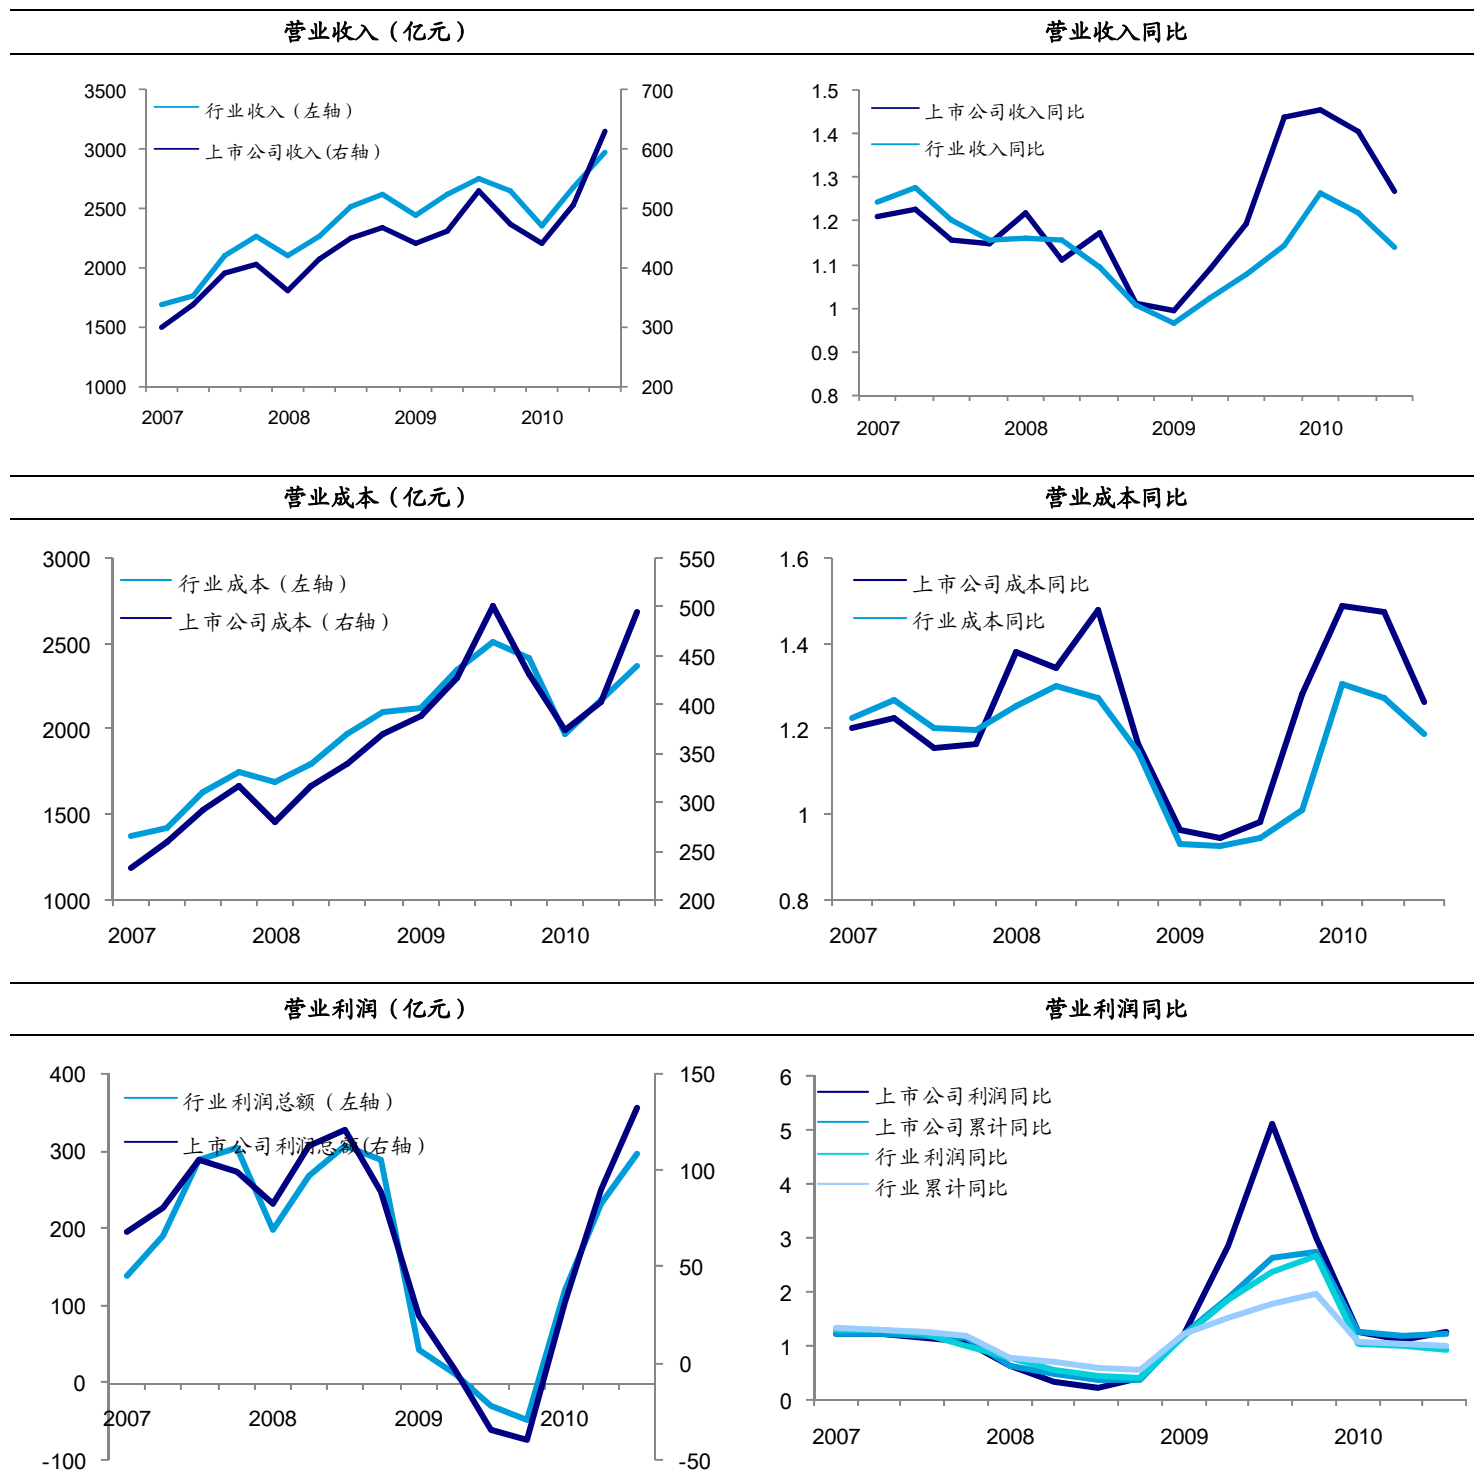 营业收入（亿元） 营业收入同比
3500 700 1.5
行业收入（左轴） 上市公司收入同比
3000 上市公司收入(右轴） 600 1.4
行业收入同比
2500 500 1.3
1.2
2000 400 1.1
1500 300 1
0.9
1000 200 0.8
2007 2008 2009 2010 2007 2008 2009 2010
营业成本（亿元） 营业成本同比
3000 550 1.6
行业成本（左轴） 上市公司成本同比
上市公司成本（右轴） 500 行业成本同比
2500 450 1.4
2000 400 1.2
350
1500 300 1
250
1000 200 0.8
2007 2008 2009 2010 2007 2008 2009 2010
营业利润（亿元） 营业利润同比
400 150 6
行业利润总额（左轴） 上市公司利润同比
上市公司利润总额(右轴） 5 上市公司累计同比
300 行业利润同比
100 4 行业累计同比
200 3
50
100 2
0 0 1
0
2007 2008 2009 2010 2007 2008 2009 2010
-100 -50